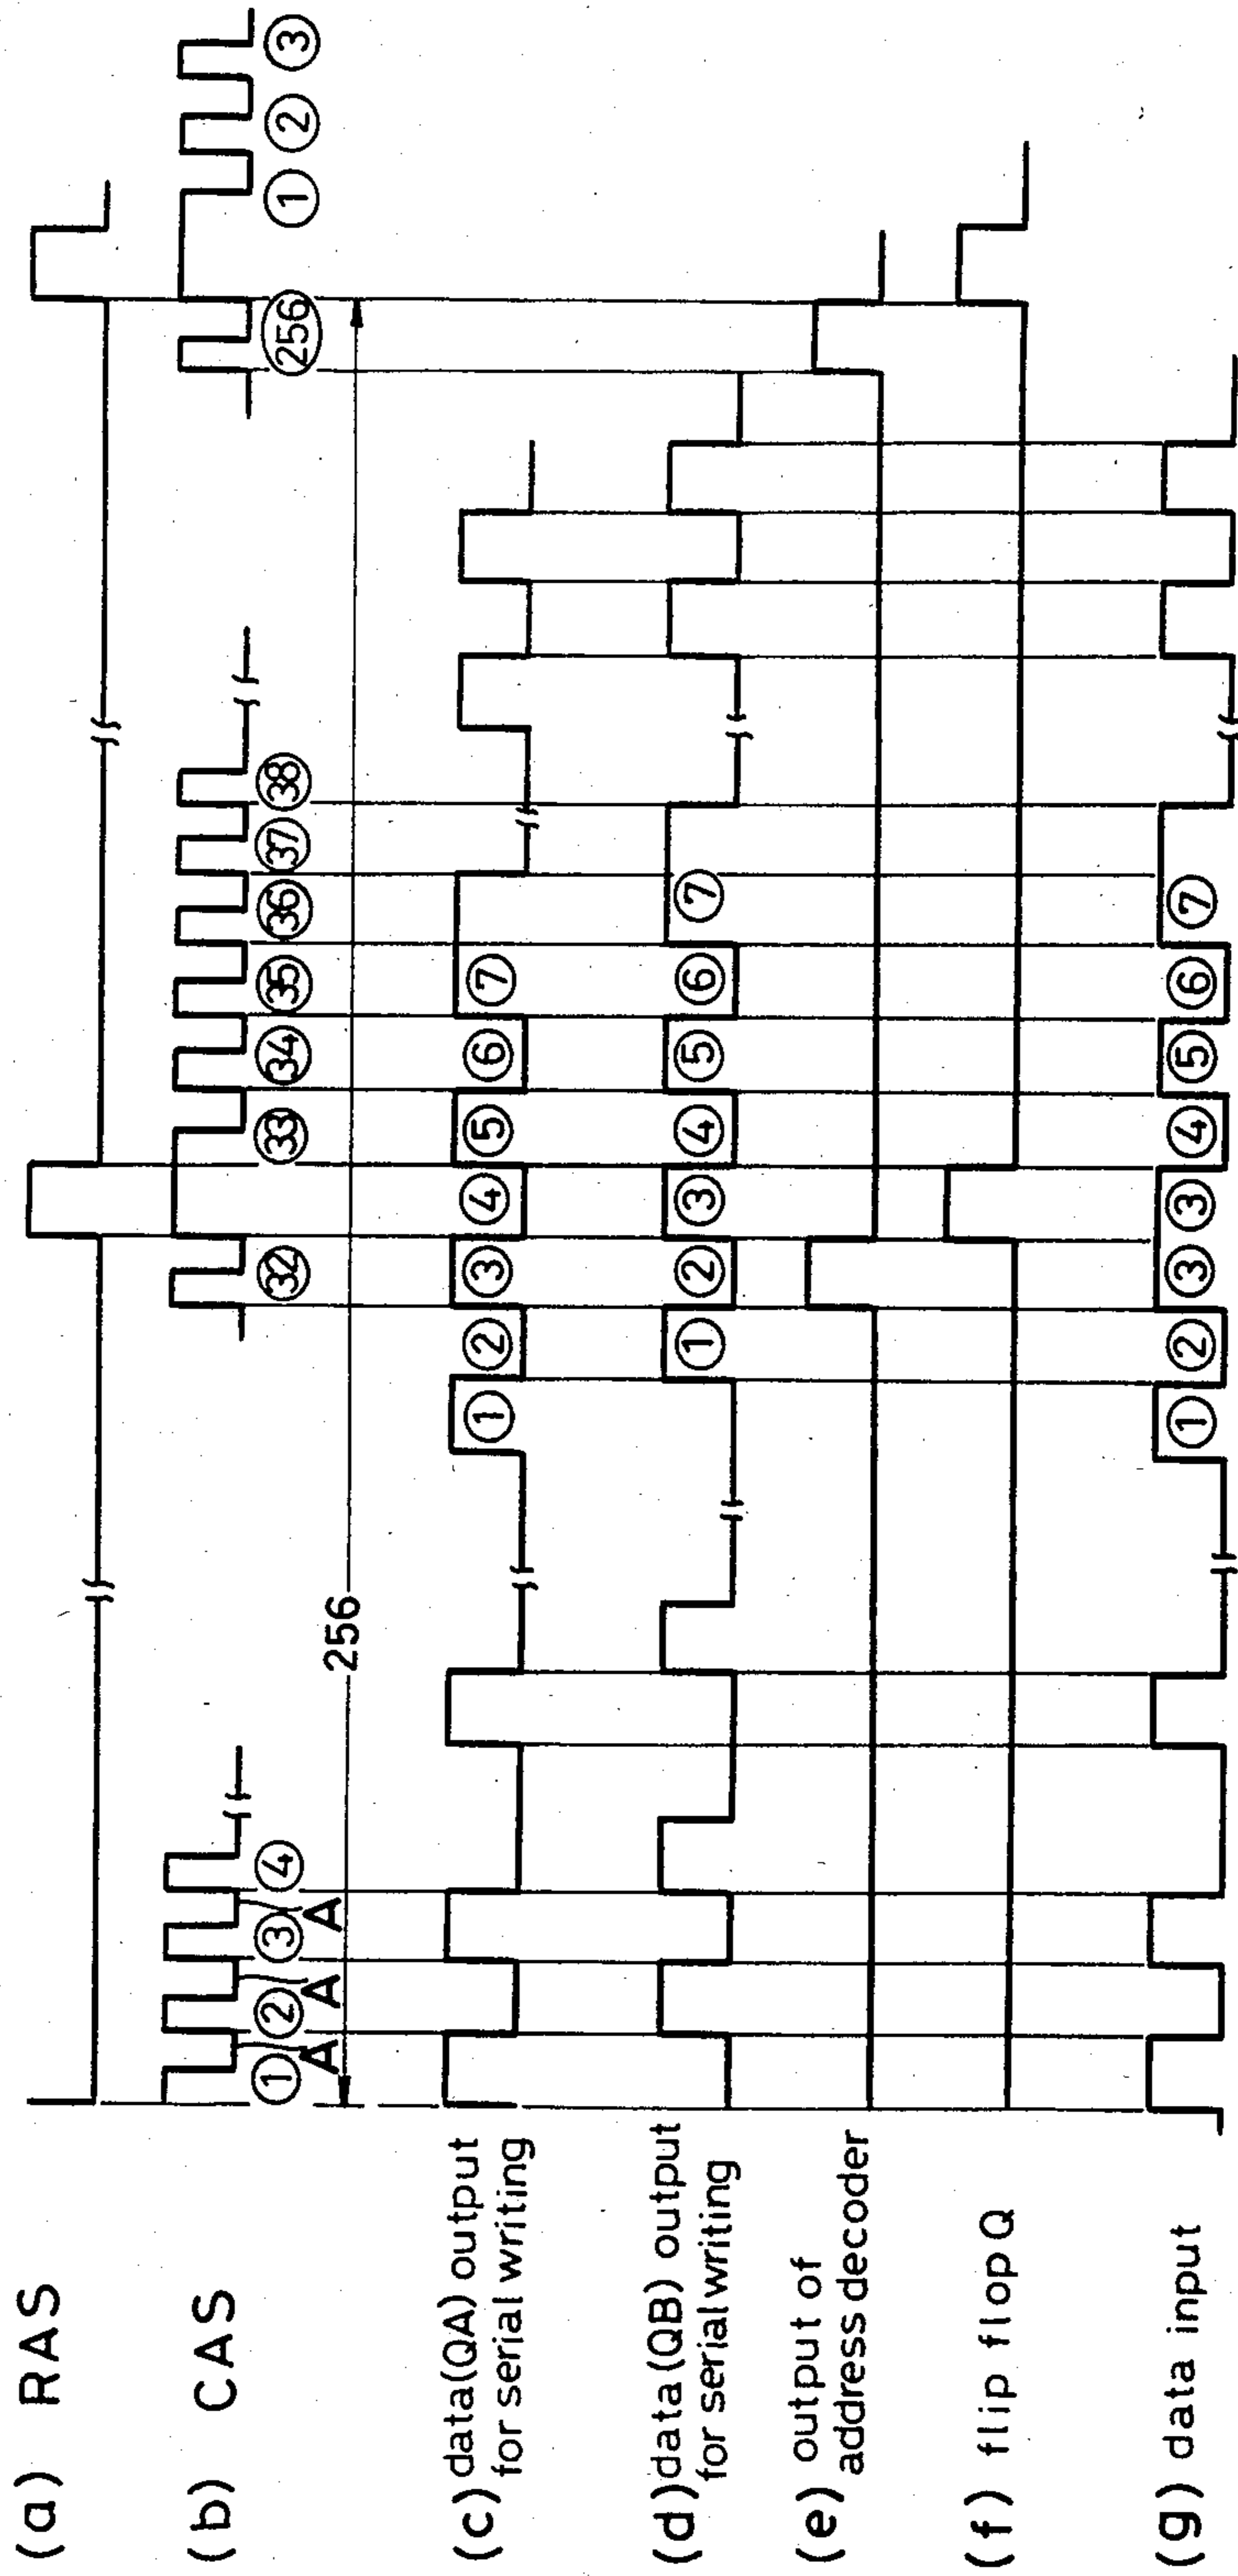 (a) RAS
(b) CAS
① ② ③ ④ ㉜ ㉝ ㉞ ㉟ ㊱ ㊲ ㊳ (256) ① ② ③
A A A
256
(c) data(QA) output
for serial writing
① ② ③ ④ ⑤ ⑥ ⑦
(d) data(QB) output
for serial writing
① ② ③ ④ ⑤ ⑥ ⑦
(e) output of
address decoder
(f) flip flop Q
(g) data input
① ② ③ ③ ④ ⑤ ⑥ ⑦